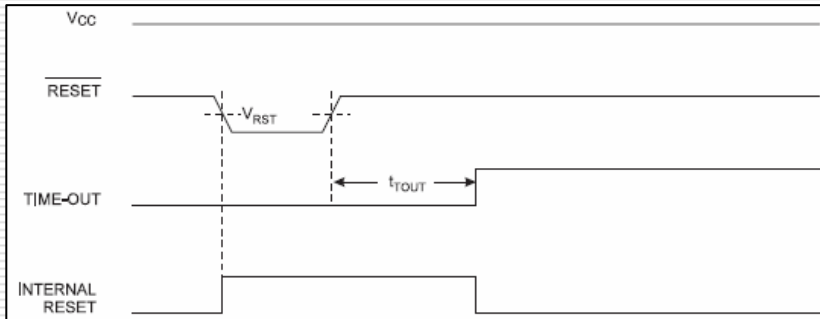 Vcc
RESET
VRST
tTOUT
TIME-OUT
INTERNAL
RESET